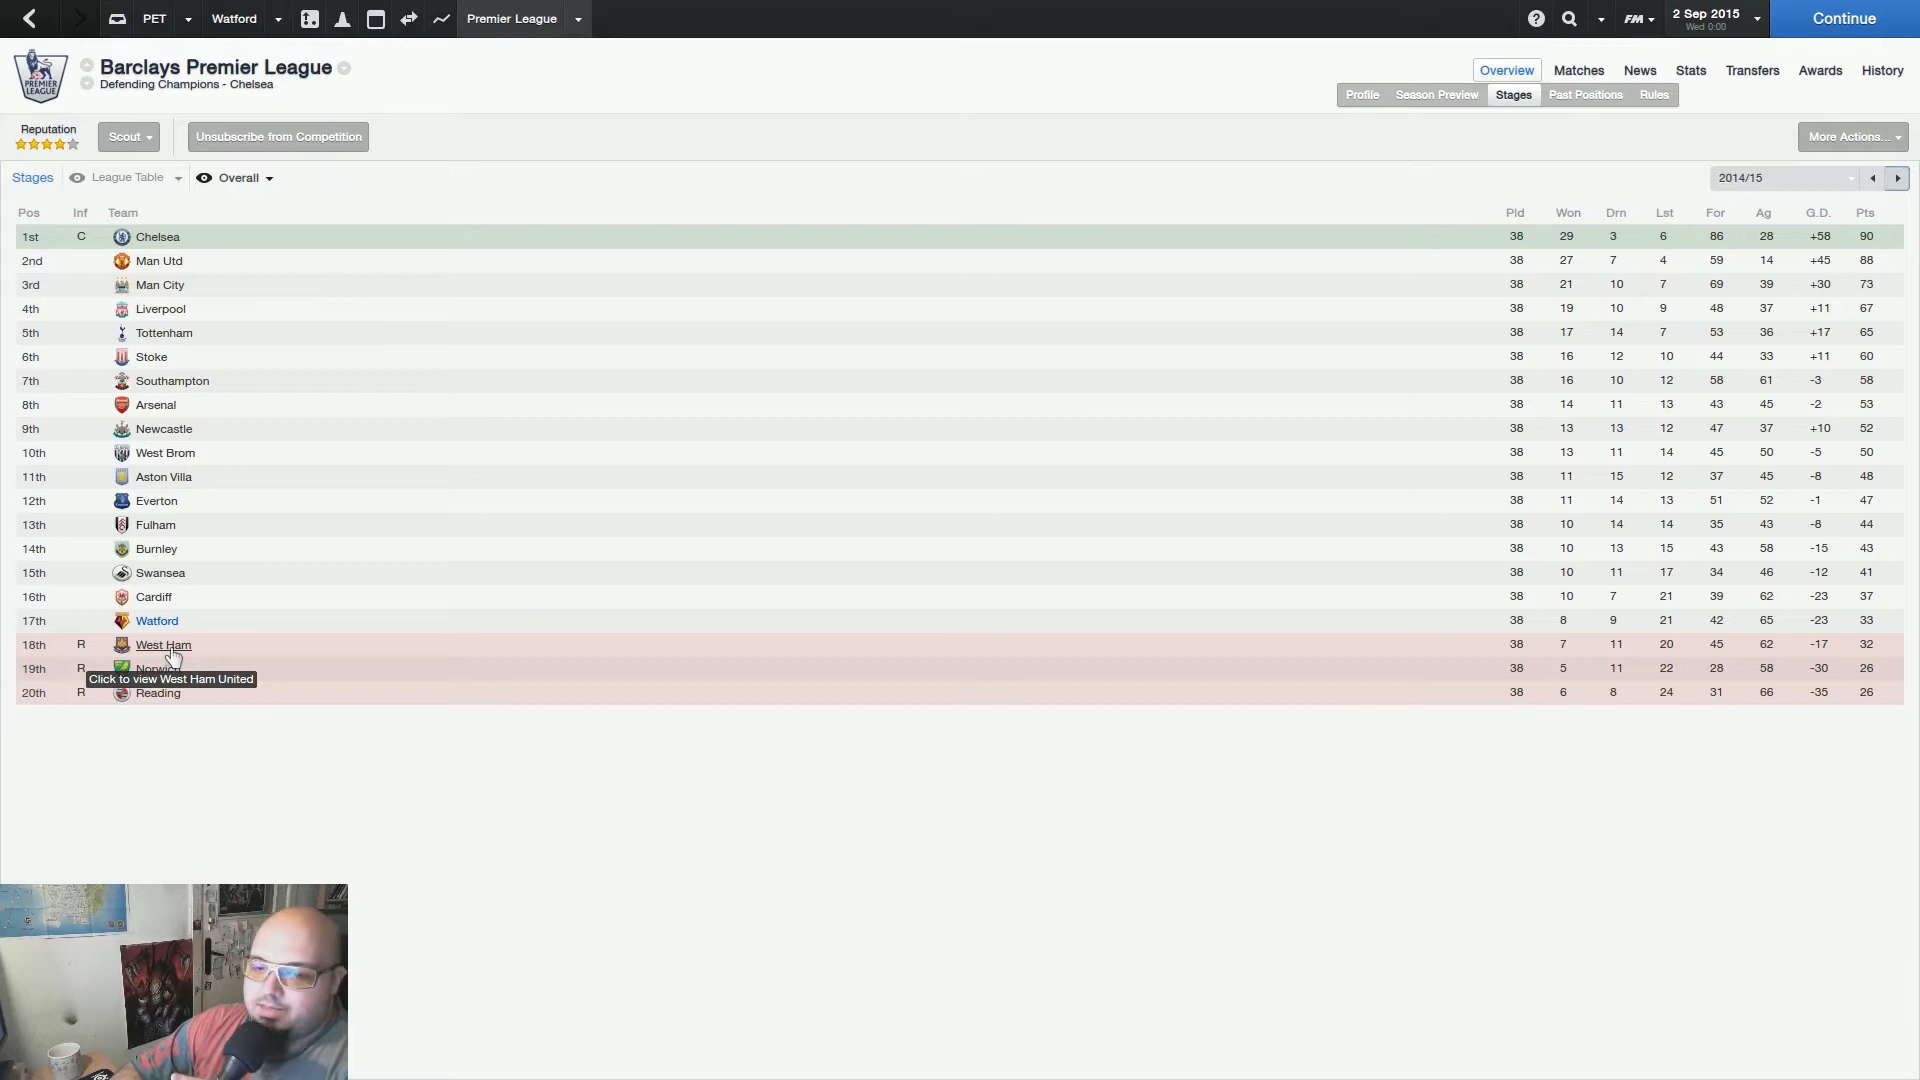 PET Watford Premier League FM 2 Sep 2015 Wed 0:00 Continue
Barclays Premier League
Defending Champions - Chelsea
Overview Matches News Stats Transfers Awards History
Profile Season Preview Stages Past Positions Rules
Reputation Scout Unsubscribe from Competition More Actions...
Stages League Table Overall 2014/15
Pos Inf Team Pld Won Drn Lst For Ag G.D. Pts
1st C Chelsea 38 29 3 6 86 28 +58 90
2nd Man Utd 38 27 7 4 59 14 +45 88
3rd Man City 38 21 10 7 69 39 +30 73
4th Liverpool 38 19 10 9 48 37 +11 67
5th Tottenham 38 17 14 7 53 36 +17 65
6th Stoke 38 16 12 10 44 33 +11 60
7th Southampton 38 16 10 12 58 61 -3 58
8th Arsenal 38 14 11 13 43 45 -2 53
9th Newcastle 38 13 13 12 47 37 +10 52
10th West Brom 38 13 11 14 45 50 -5 50
11th Aston Villa 38 11 15 12 37 45 -8 48
12th Everton 38 11 14 13 51 52 -1 47
13th Fulham 38 10 14 14 35 43 -8 44
14th Burnley 38 10 13 15 43 58 -15 43
15th Swansea 38 10 11 17 34 46 -12 41
16th Cardiff 38 10 7 21 39 62 -23 37
17th Watford 38 8 9 21 42 65 -23 33
18th R West Ham 38 7 11 20 45 62 -17 32
19th R Norwich 38 5 11 22 28 58 -30 26
Click to view West Ham United
20th R Reading 38 6 8 24 31 66 -35 26